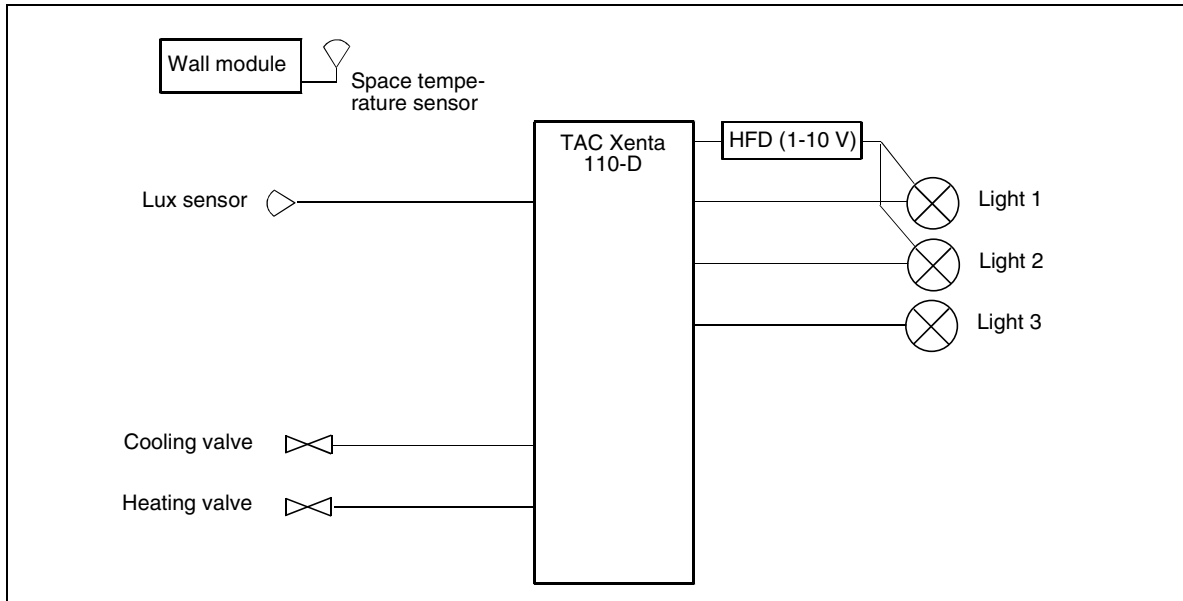 Wall module
Space tempe-
rature sensor
TAC Xenta
110-D
HFD (1-10 V)
Lux sensor
Light 1
Light 2
Light 3
Cooling valve
Heating valve